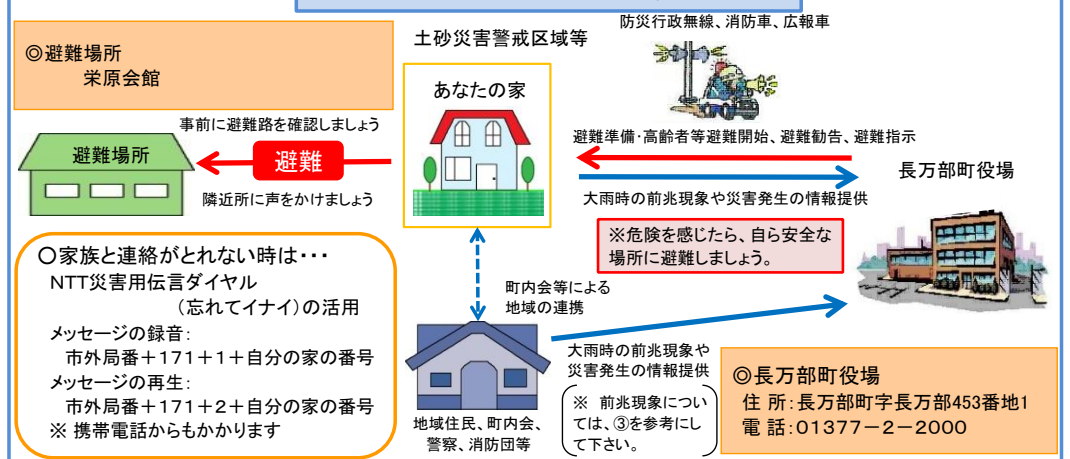 ◎避難場所
栄原会館
土砂災害警戒区域等
防災行政無線、消防車、広報車
あなたの家
事前に避難路を確認しましょう
避難場所
避難
隣近所に声をかけましょう
避難準備・高齢者等避難開始、避難勧告、避難指示
大雨時の前兆現象や災害発生の情報提供
長万部町役場
※危険を感じたら、自ら安全な
場所に避難しましょう。
〇家族と連絡がとれない時は・・・
NTT災害用伝言ダイヤル
(忘れてイナイ)の活用
メッセージの録音:
市外局番+171+1+自分の家の番号
メッセージの再生:
市外局番+171+2+自分の家の番号
※ 携帯電話からもかかります
町内会等による
地域の連携
地域住民、町内会、
警察、消防団等
大雨時の前兆現象や
災害発生の情報提供
※ 前兆現象につい
ては、③を参考にし
て下さい。
◎長万部町役場
住 所:長万部町字長万部453番地1
電 話:01377-2-2000